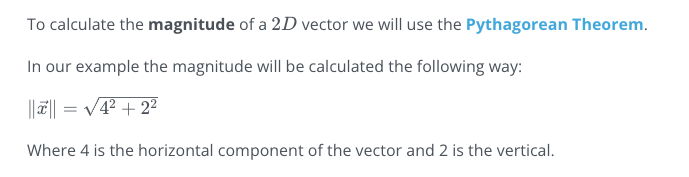 To calculate the magnitude of a 2D vector we will use the Pythagorean Theorem.
In our example the magnitude will be calculated the following way:
||x⃗|| = √4² + 2²
Where 4 is the horizontal component of the vector and 2 is the vertical.